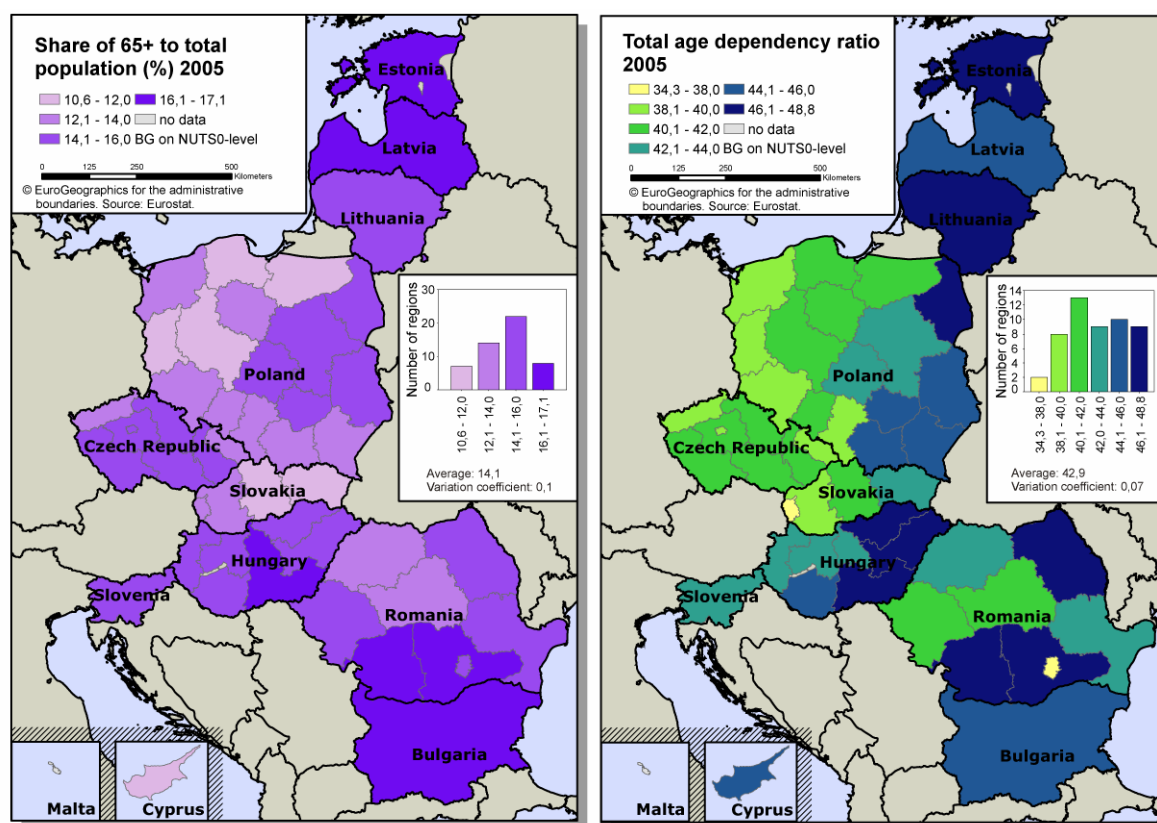 Share of 65+ to total
population (%) 2005
10,6 - 12,0 16,1 - 17,1
12,1 - 14,0 no data
14,1 - 16,0 BG on NUTS0-level
0 125 250 500
Kilometers
© EuroGeographics for the administrative
boundaries. Source: Eurostat.
Estonia
Latvia
Lithuania
Poland
Czech Republic
Slovakia
Hungary
Slovenia
Romania
Bulgaria
Malta
Cyprus
Number of regions
30
20
10
0
10,6 - 12,0
12,1 - 14,0
14,1 - 16,0
16,1 - 17,1
Average: 14,1
Variation coefficient: 0,1
Total age dependency ratio
2005
34,3 - 38,0 44,1 - 46,0
38,1 - 40,0 46,1 - 48,8
40,1 - 42,0 no data
42,1 - 44,0 BG on NUTS0-level
0 125 250 500
Kilometers
© EuroGeographics for the administrative
boundaries. Source: Eurostat.
Estonia
Latvia
Lithuania
Poland
Czech Republic
Slovakia
Hungary
Slovenia
Romania
Bulgaria
Malta
Cyprus
Number of regions
14
12
10
8
6
4
2
34,3 - 38,0
38,1 - 40,0
40,1 - 42,0
42,0 - 44,0
44,1 - 46,0
46,1 - 48,8
Average: 42,9
Variation coefficient: 0,07